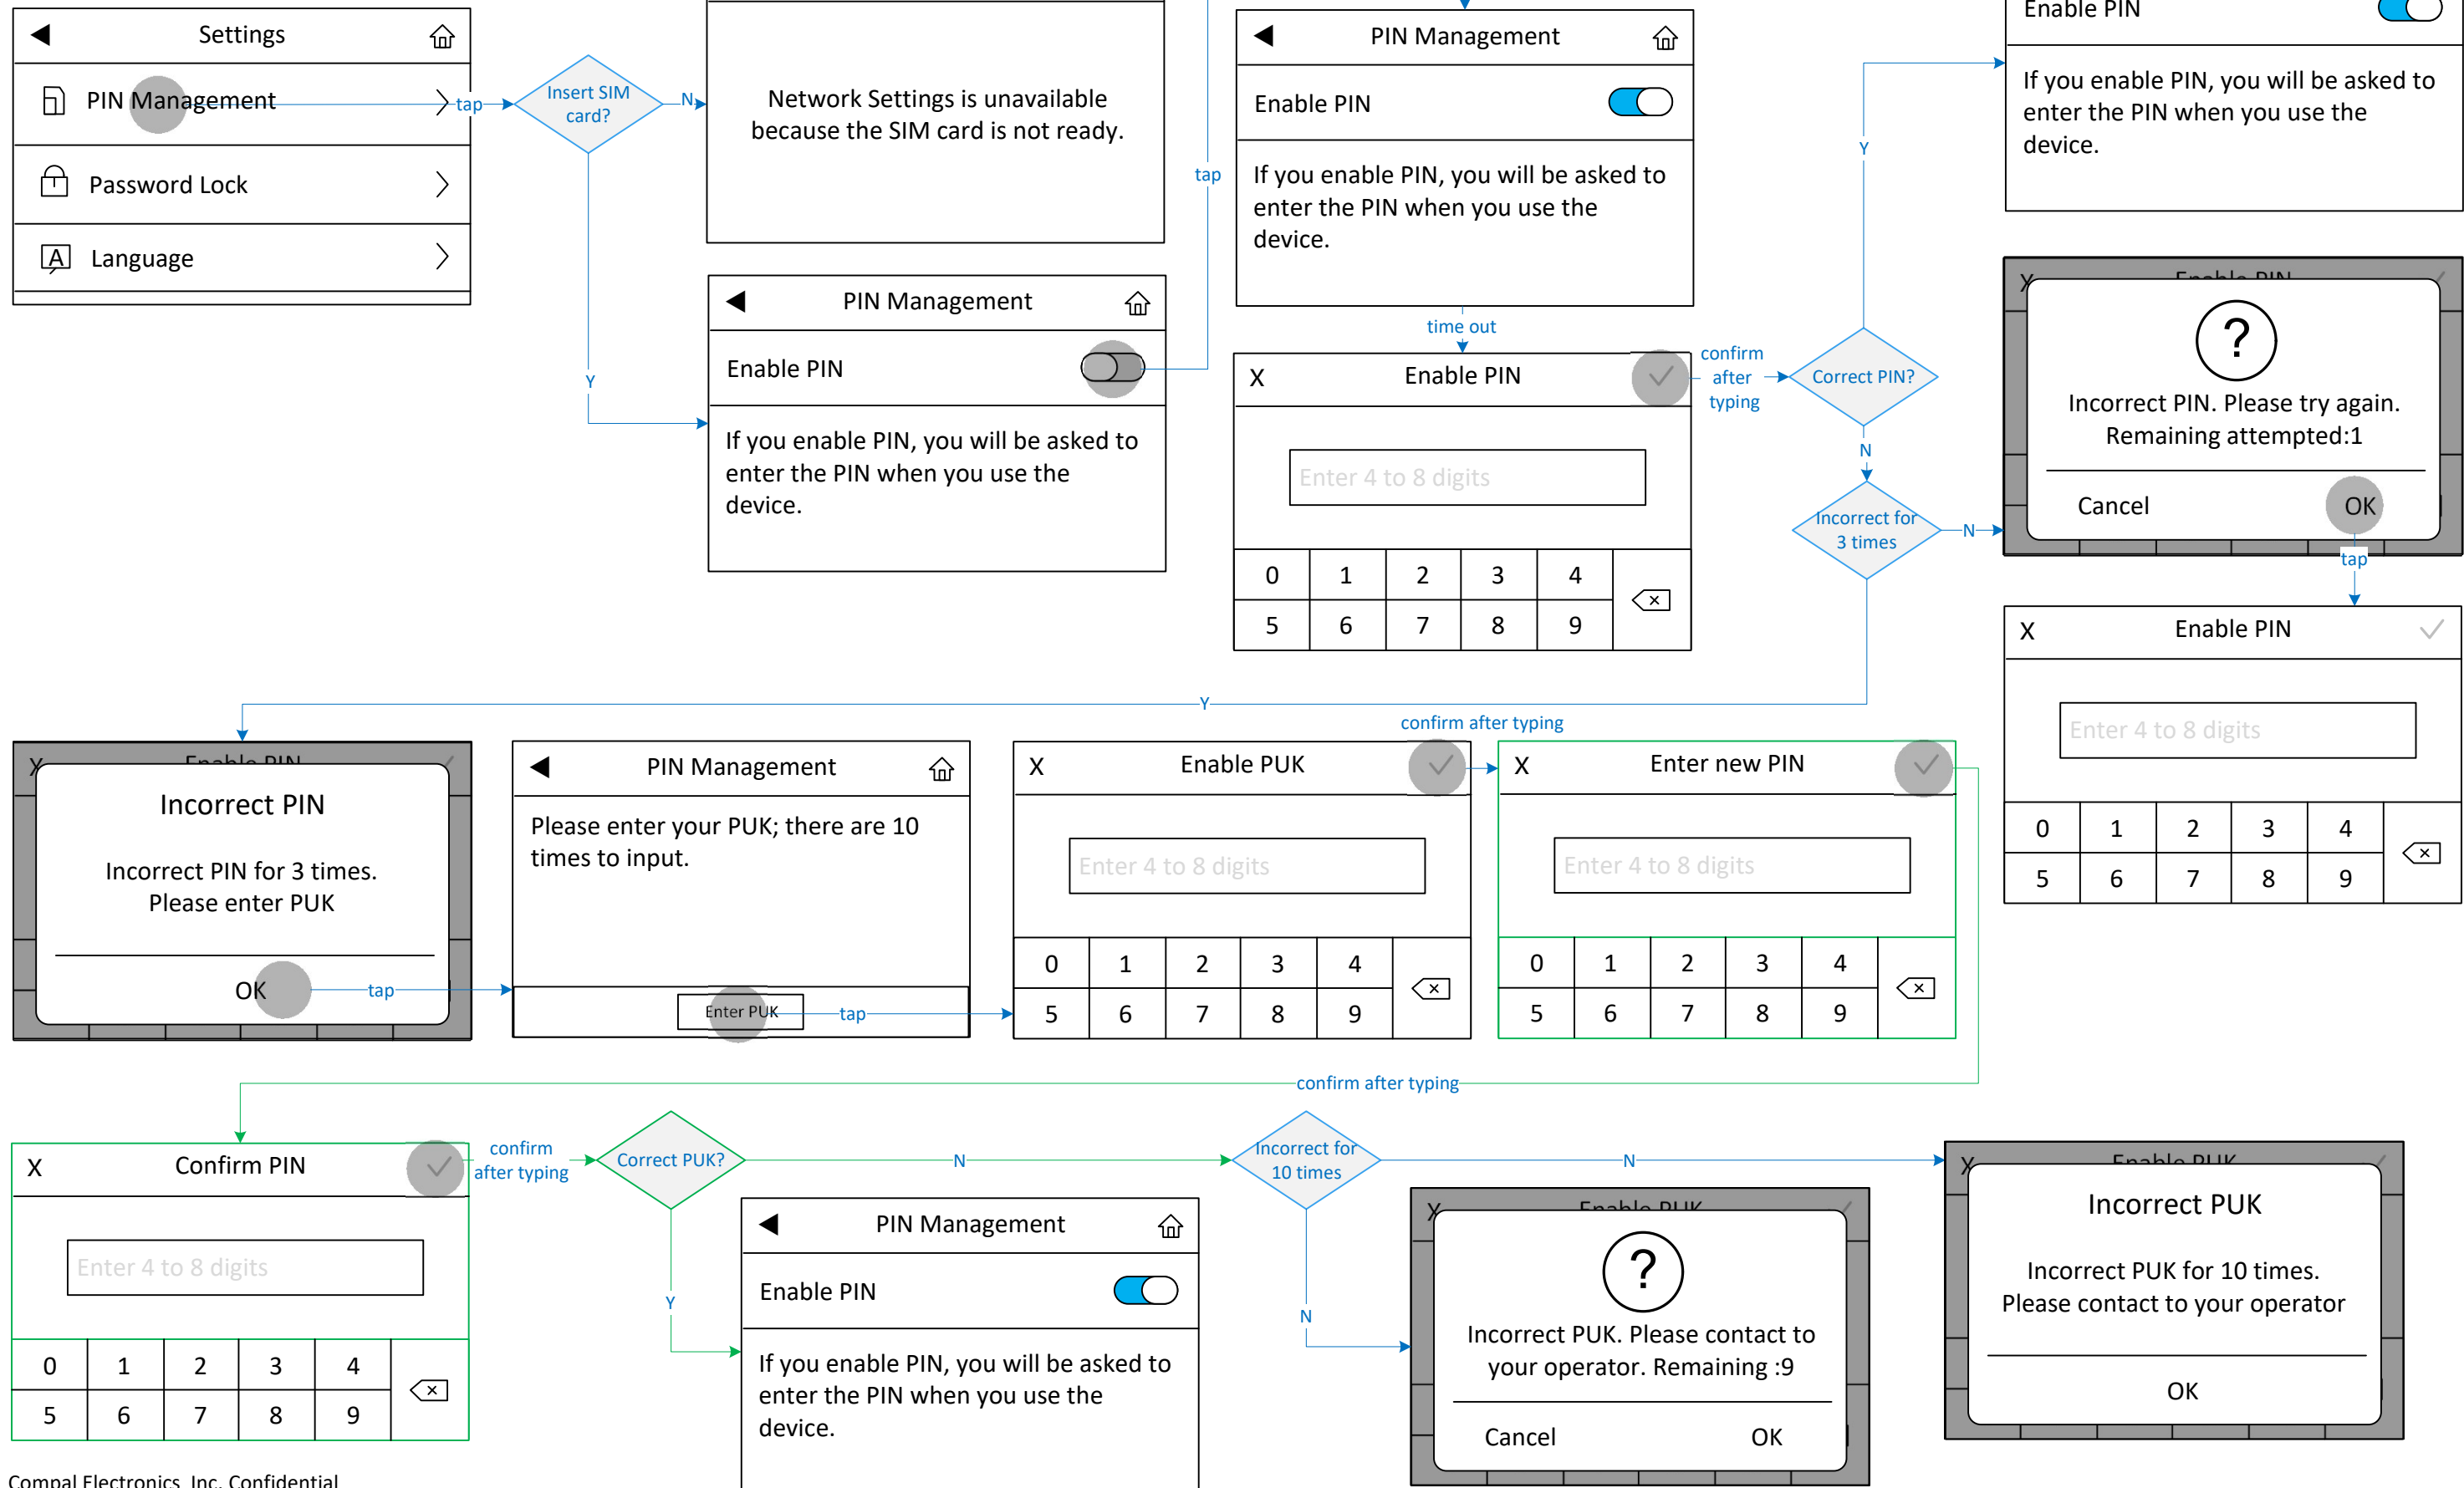 Settings
PIN Management
Password Lock
A Language
tap
Insert SIM
card?
N
Y
Network Settings is unavailable
because the SIM card is not ready.
PIN Management
Enable PIN
If you enable PIN, you will be asked to
enter the PIN when you use the
device.
tap
PIN Management
Enable PIN
If you enable PIN, you will be asked to
enter the PIN when you use the
device.
time out
X Enable PIN
Enter 4 to 8 digits
0 1 2 3 4
5 6 7 8 9
confirm
after
typing
Correct PIN?
Y
N
Incorrect for
3 times
N
Y
Enable PIN
If you enable PIN, you will be asked to
enter the PIN when you use the
device.
X Enable PIN
?
Incorrect PIN. Please try again.
Remaining attempted:1
Cancel OK
tap
X Enable PIN
Enter 4 to 8 digits
0 1 2 3 4
5 6 7 8 9
X Enable PIN
Incorrect PIN
Incorrect PIN for 3 times.
Please enter PUK
OK
tap
PIN Management
Please enter your PUK; there are 10
times to input.
Enter PUK
tap
X Enable PUK
Enter 4 to 8 digits
0 1 2 3 4
5 6 7 8 9
confirm after typing
X Enter new PIN
Enter 4 to 8 digits
0 1 2 3 4
5 6 7 8 9
confirm after typing
X Confirm PIN
Enter 4 to 8 digits
0 1 2 3 4
5 6 7 8 9
confirm
after typing
Correct PUK?
N
Y
PIN Management
Enable PIN
If you enable PIN, you will be asked to
enter the PIN when you use the
device.
Incorrect for
10 times
N
N
X Enable PUK
?
Incorrect PUK. Please contact to
your operator. Remaining :9
Cancel OK
X Enable PUK
Incorrect PUK
Incorrect PUK for 10 times.
Please contact to your operator
OK
Compal Electronics, Inc. Confidential